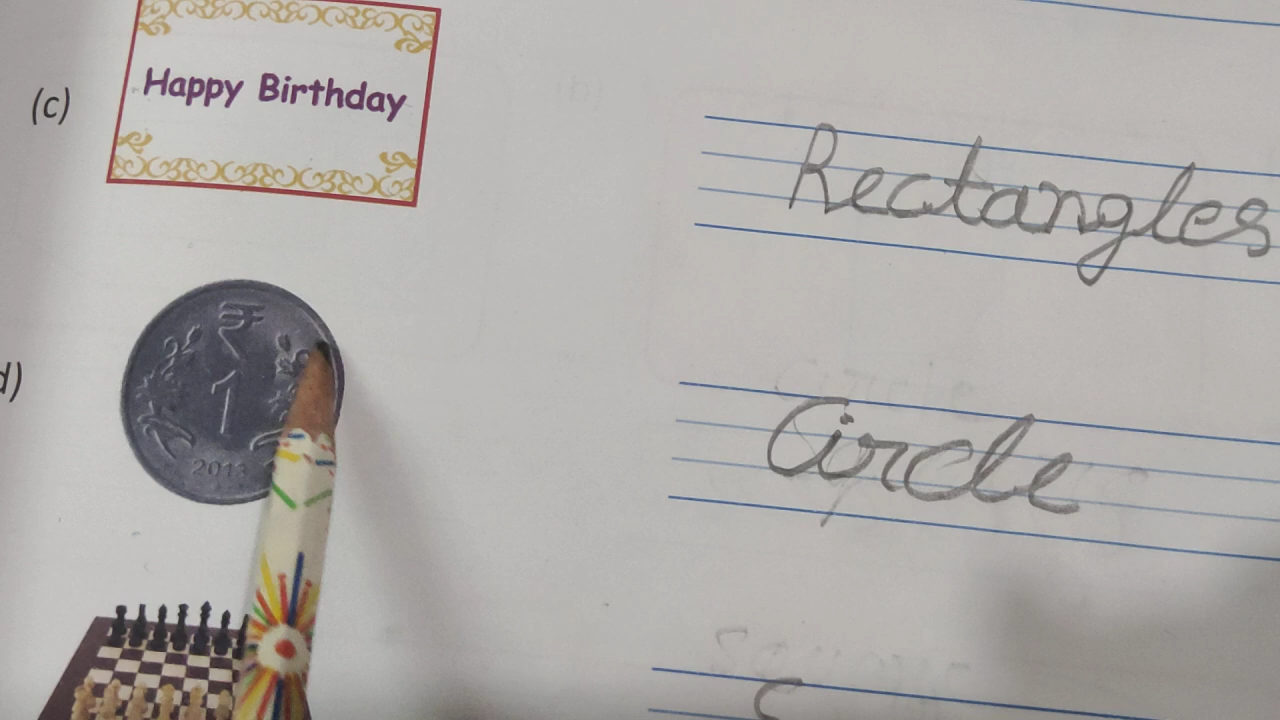 Happy Birthday
(c)
Rectangles
₹
1
2013
d)
Circle